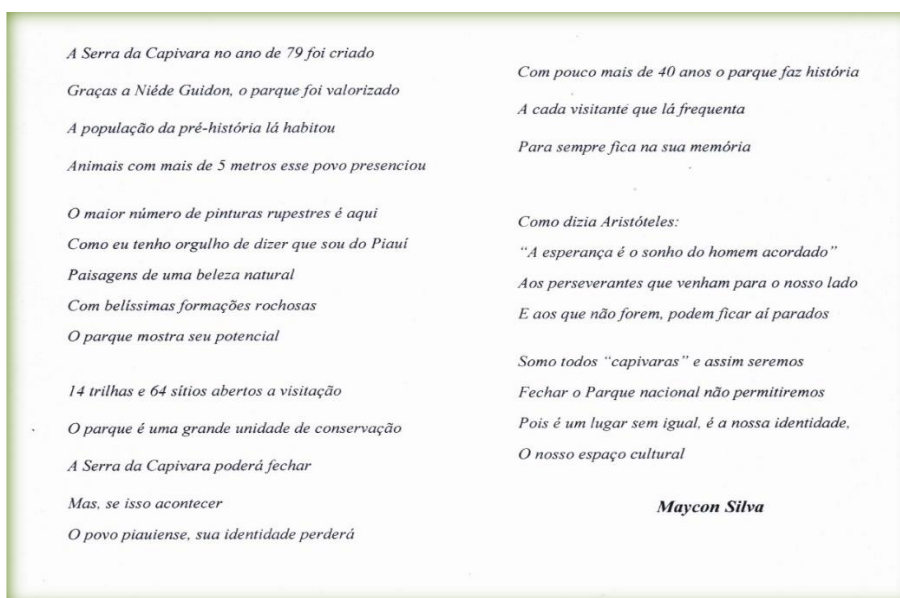 A Serra da Capivara no ano de 79 foi criado
Graças a Niéde Guidon, o parque foi valorizado
A população da pré-história lá habitou
Animais com mais de 5 metros esse povo presenciou
O maior número de pinturas rupestres é aqui
Como eu tenho orgulho de dizer que sou do Piauí
Paisagens de uma beleza natural
Com belíssimas formações rochosas
O parque mostra seu potencial
14 trilhas e 64 sítios abertos a visitação
O parque é uma grande unidade de conservação
A Serra da Capivara poderá fechar
Mas, se isso acontecer
O povo piauiense, sua identidade perderá
Com pouco mais de 40 anos o parque faz história
A cada visitante que lá frequenta
Para sempre fica na sua memória
Como dizia Aristóteles:
“A esperança é o sonho do homem acordado”
Aos perseverantes que venham para o nosso lado
E aos que não forem, podem ficar aí parados
Somo todos “capivaras” e assim seremos
Fechar o Parque nacional não permitiremos
Pois é um lugar sem igual, é a nossa identidade,
O nosso espaço cultural
Maycon Silva